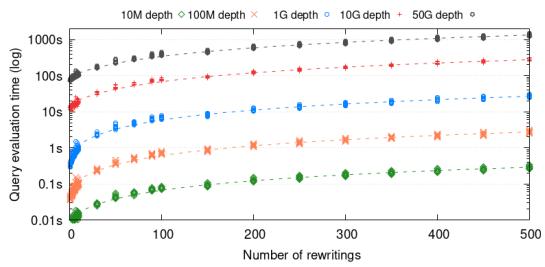 10M depth 100M depth 1G depth 10G depth 50G depth
1000s
100s
10s
1s
0.1s
0.01s
Query evaluation time (log)
0 100 200 300 400 500
Number of rewritings